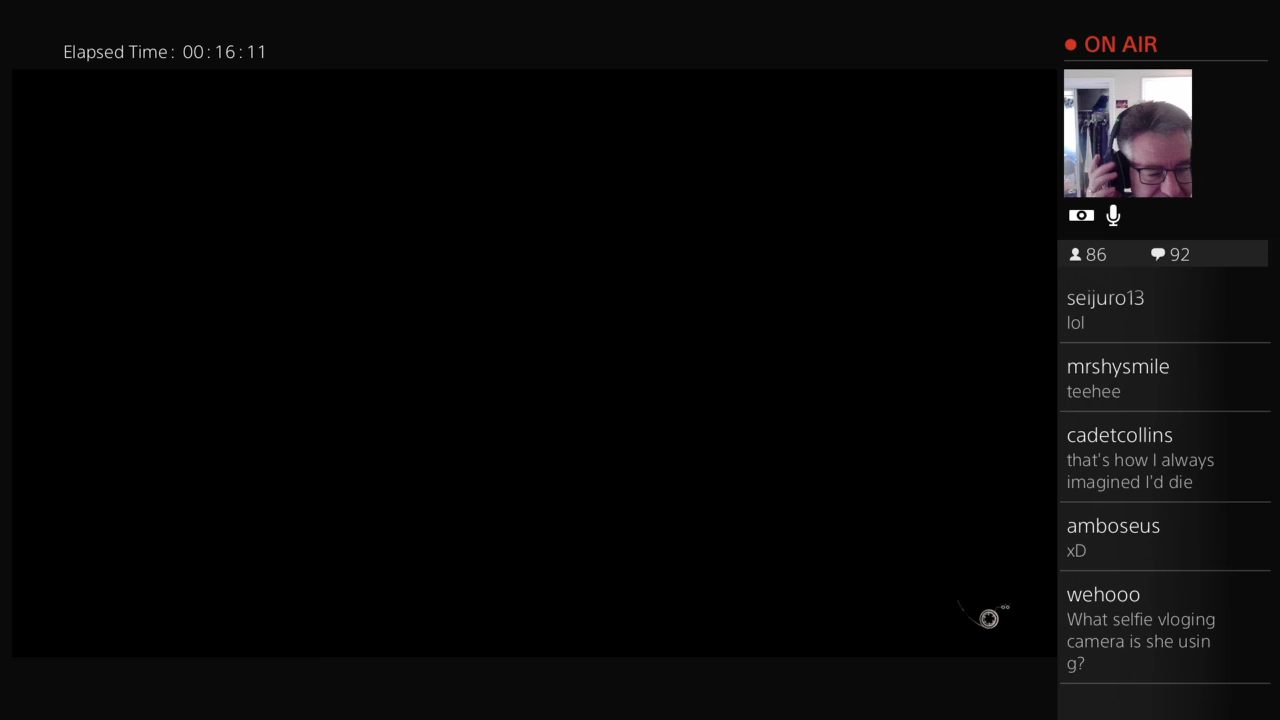 Elapsed Time: 00:16:11
ON AIR
86 92
seijuro13
lol
mrshysmile
teehee
cadetcollins
that's how I always
imagined I'd die
amboseus
xD
wehooo
What selfie vloging
camera is she usin
g?